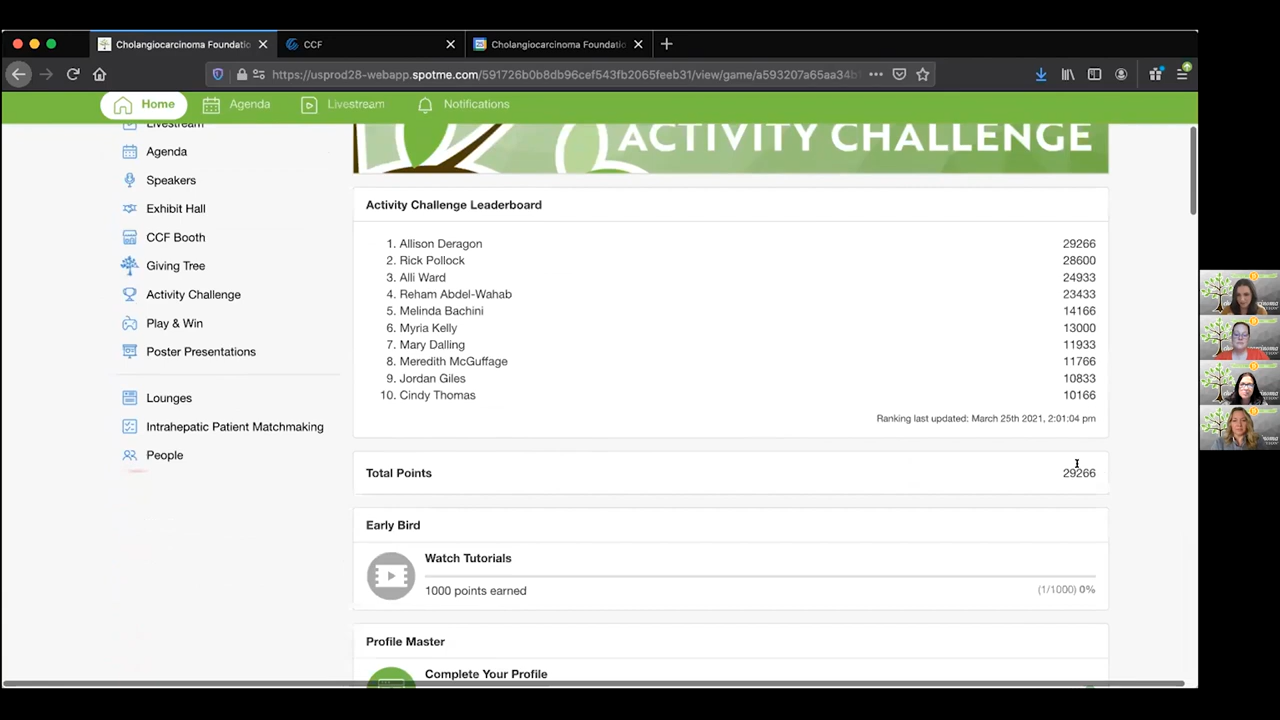 Cholangiocarcinoma Foundatio
CCF
Cholangiocarcinoma Foundation
https://usprod28-webapp.spotme.com/591726b0b8db96cef543fb2065feeb31/view/game/a593207a65aa34b
Home
Agenda
Livestream
Notifications
Livestream
Agenda
Speakers
Exhibit Hall
CCF Booth
Giving Tree
Activity Challenge
Play & Win
Poster Presentations
Lounges
Intrahepatic Patient Matchmaking
People
ACTIVITY CHALLENGE
Activity Challenge Leaderboard
1. Allison Deragon 29266
2. Rick Pollock 28600
3. Alli Ward 24933
4. Reham Abdel-Wahab 23433
5. Melinda Bachini 14166
6. Myria Kelly 13000
7. Mary Dalling 11933
8. Meredith McGuffage 11766
9. Jordan Giles 10833
10. Cindy Thomas 10166
Ranking last updated: March 25th 2021, 2:01:04 pm
Total Points 29266
Early Bird
Watch Tutorials
1000 points earned (1/1000) 0%
Profile Master
Complete Your Profile